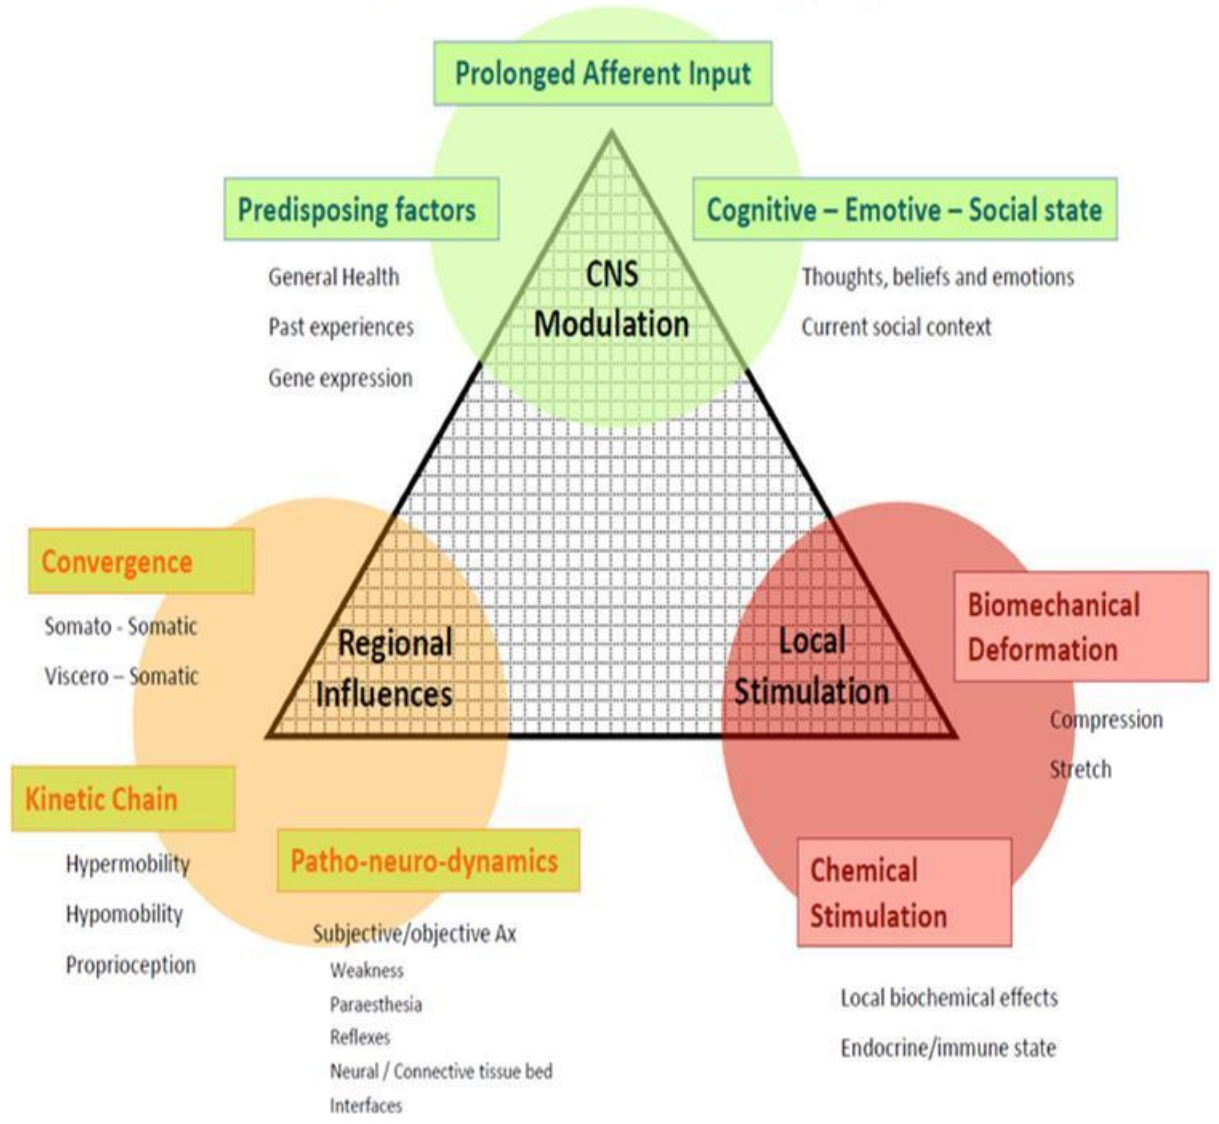 Prolonged Afferent Input
Predisposing factors
General Health
Past experiences
Gene expression
Cognitive – Emotive – Social state
Thoughts, beliefs and emotions
Current social context
CNS
Modulation
Convergence
Somato - Somatic
Viscero – Somatic
Regional
Influences
Kinetic Chain
Hypermobility
Hypomobility
Proprioception
Patho-neuro-dynamics
Subjective/objective Ax
Weakness
Paraesthesia
Reflexes
Neural / Connective tissue bed
Interfaces
Local
Stimulation
Biomechanical
Deformation
Compression
Stretch
Chemical
Stimulation
Local biochemical effects
Endocrine/immune state